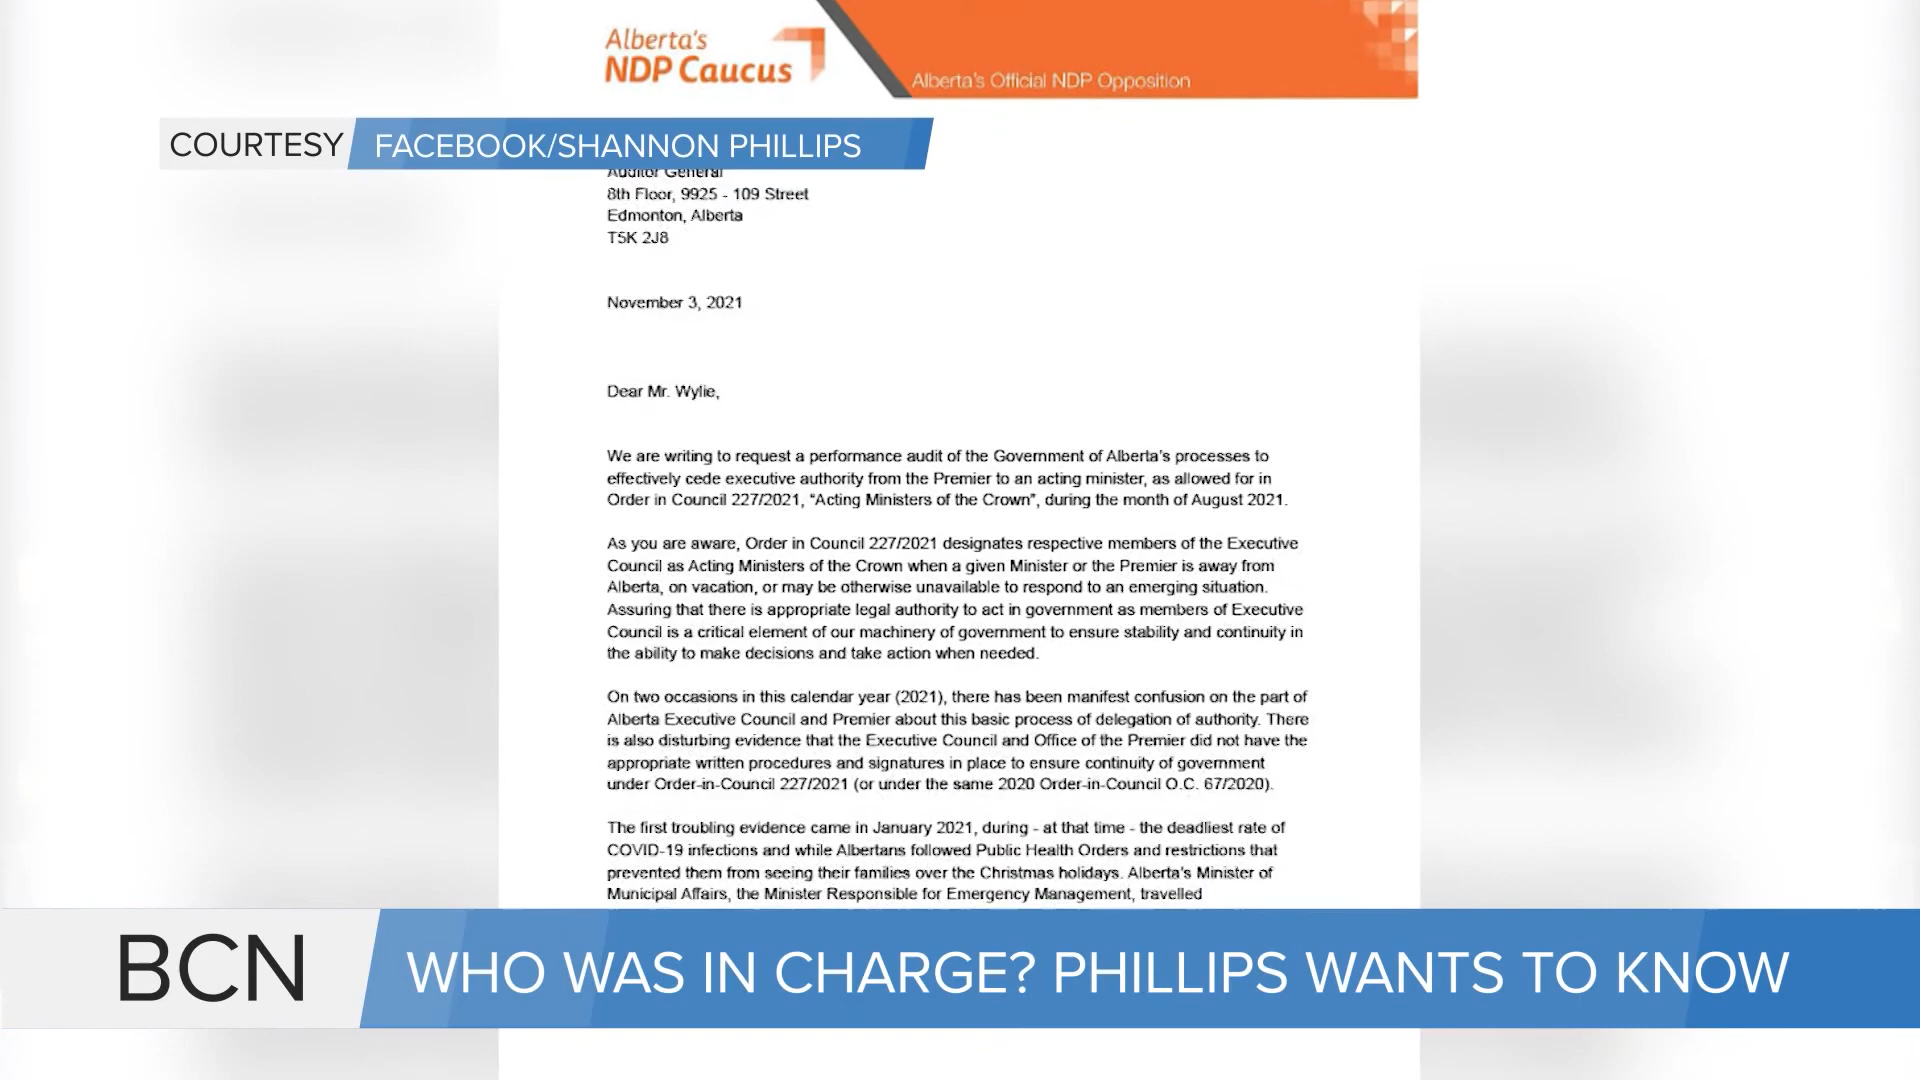 Alberta's
NDP Caucus
Alberta's Official NDP Opposition
COURTESY FACEBOOK/SHANNON PHILLIPS
Auditor General
8th Floor, 9925 - 109 Street
Edmonton, Alberta
T5K 2J8
November 3, 2021
Dear Mr. Wylie,
We are writing to request a performance audit of the Government of Alberta's processes to
effectively cede executive authority from the Premier to an acting minister, as allowed for in
Order in Council 227/2021, "Acting Ministers of the Crown", during the month of August 2021.
As you are aware, Order in Council 227/2021 designates respective members of the Executive
Council as Acting Ministers of the Crown when a given Minister or the Premier is away from
Alberta, on vacation, or may be otherwise unavailable to respond to an emerging situation.
Assuring that there is appropriate legal authority to act in government as members of Executive
Council is a critical element of our machinery of government to ensure stability and continuity in
the ability to make decisions and take action when needed.
On two occasions in this calendar year (2021), there has been manifest confusion on the part of
Alberta Executive Council and Premier about this basic process of delegation of authority. There
is also disturbing evidence that the Executive Council and Office of the Premier did not have the
appropriate written procedures and signatures in place to ensure continuity of government
under Order-in-Council 227/2021 (or under the same 2020 Order-in-Council O.C. 67/2020).
The first troubling evidence came in January 2021, during - at that time - the deadliest rate of
COVID-19 infections and while Albertans followed Public Health Orders and restrictions that
prevented them from seeing their families over the Christmas holidays. Alberta's Minister of
Municipal Affairs, the Minister Responsible for Emergency Management, travelled
BCN WHO WAS IN CHARGE? PHILLIPS WANTS TO KNOW